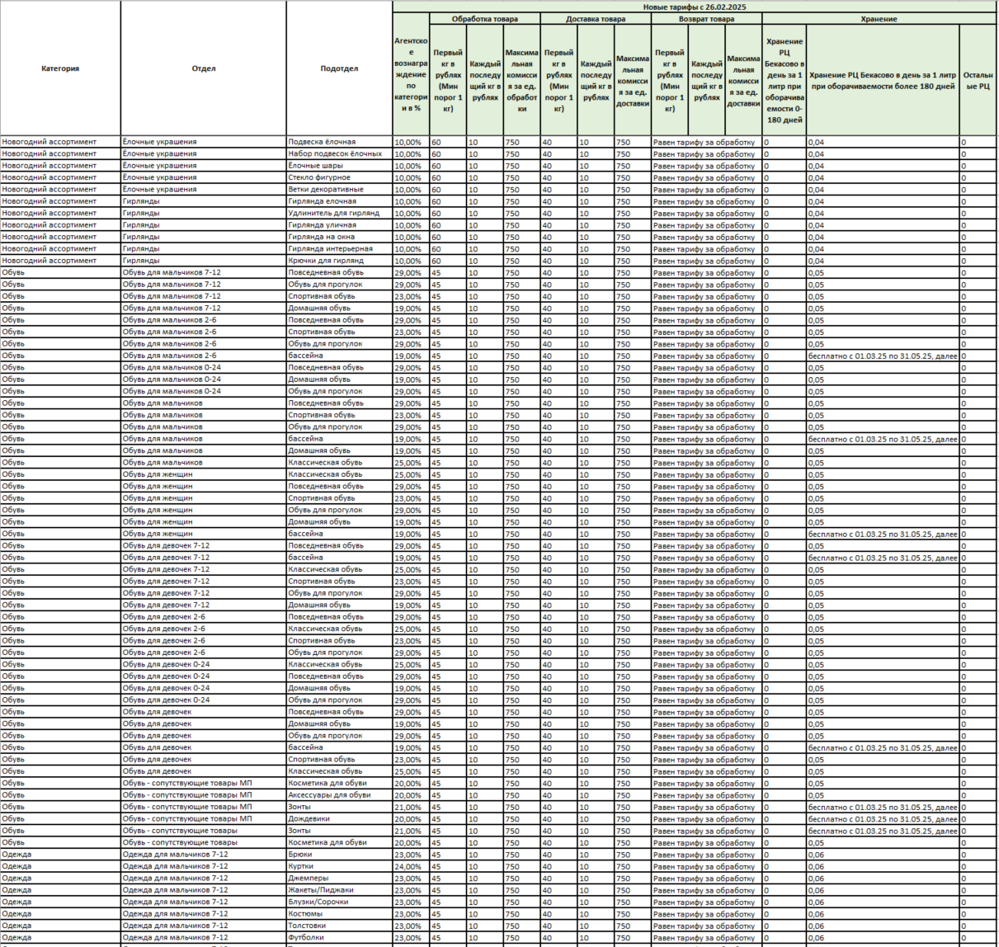 Новые тарифы с 26.02.2025
Обработка товара Доставка товара Возврат товара Хранение
Категория Отдел Подотдел Агентское вознаграждение по категории в % Первый кг в рублях (Мин порог 1 кг) Каждый последущий кг в рублях Максимальная комиссия за ед. обработки Первый кг в рублях (Мин порог 1 кг) Каждый последущий кг в рублях Максимальная комиссия за ед. доставки Первый кг в рублях (Мин порог 1 кг) Каждый последущий кг в рублях Максимальная комиссия за ед. доставки Хранение РЦ Бекасово в день за 1 литр при оборачиваемости 0-180 дней Хранение РЦ Бекасово в день за 1 литр при оборачиваемости более 180 дней Остальные РЦ
Новогодний ассортимент Ёлочные украшения Подвеска ёлочная 10,00% 60 10 750 40 10 750 Равен тарифу за обработку 0 0,04 0
Новогодний ассортимент Ёлочные украшения Набор подвесок ёлочных 10,00% 60 10 750 40 10 750 Равен тарифу за обработку 0 0,04 0
Новогодний ассортимент Ёлочные украшения Ёлочные шары 10,00% 60 10 750 40 10 750 Равен тарифу за обработку 0 0,04 0
Новогодний ассортимент Ёлочные украшения Стекло фигурное 10,00% 60 10 750 40 10 750 Равен тарифу за обработку 0 0,04 0
Новогодний ассортимент Ёлочные украшения Ветки декоративные 10,00% 60 10 750 40 10 750 Равен тарифу за обработку 0 0,04 0
Новогодний ассортимент Гирлянды Гирлянда елочная 10,00% 60 10 750 40 10 750 Равен тарифу за обработку 0 0,04 0
Новогодний ассортимент Гирлянды Удлинитель для гирлянд 10,00% 60 10 750 40 10 750 Равен тарифу за обработку 0 0,04 0
Новогодний ассортимент Гирлянды Гирлянда уличная 10,00% 60 10 750 40 10 750 Равен тарифу за обработку 0 0,04 0
Новогодний ассортимент Гирлянды Гирлянда на окна 10,00% 60 10 750 40 10 750 Равен тарифу за обработку 0 0,04 0
Новогодний ассортимент Гирлянды Гирлянда интерьерная 10,00% 60 10 750 40 10 750 Равен тарифу за обработку 0 0,04 0
Новогодний ассортимент Гирлянды Крючки для гирлянд 10,00% 60 10 750 40 10 750 Равен тарифу за обработку 0 0,04 0
Обувь Обувь для мальчиков 7-12 Повседневная обувь 29,00% 45 10 750 40 10 750 Равен тарифу за обработку 0 0,05 0
Обувь Обувь для мальчиков 7-12 Обувь для прогулок 29,00% 45 10 750 40 10 750 Равен тарифу за обработку 0 0,05 0
Обувь Обувь для мальчиков 7-12 Спортивная обувь 23,00% 45 10 750 40 10 750 Равен тарифу за обработку 0 0,05 0
Обувь Обувь для мальчиков 7-12 Домашняя обувь 19,00% 45 10 750 40 10 750 Равен тарифу за обработку 0 0,05 0
Обувь Обувь для мальчиков 2-6 Повседневная обувь 29,00% 45 10 750 40 10 750 Равен тарифу за обработку 0 0,05 0
Обувь Обувь для мальчиков 2-6 Спортивная обувь 23,00% 45 10 750 40 10 750 Равен тарифу за обработку 0 0,05 0
Обувь Обувь для мальчиков 2-6 Обувь для прогулок 29,00% 45 10 750 40 10 750 Равен тарифу за обработку 0 0,05 0
Обувь Обувь для мальчиков 2-6 бассейна 19,00% 45 10 750 40 10 750 Равен тарифу за обработку 0 бесплатно с 01.03.25 по 31.05.25, далее 0
Обувь Обувь для мальчиков 0-24 Повседневная обувь 29,00% 45 10 750 40 10 750 Равен тарифу за обработку 0 0,05 0
Обувь Обувь для мальчиков 0-24 Домашняя обувь 19,00% 45 10 750 40 10 750 Равен тарифу за обработку 0 0,05 0
Обувь Обувь для мальчиков 0-24 Обувь для прогулок 29,00% 45 10 750 40 10 750 Равен тарифу за обработку 0 0,05 0
Обувь Обувь для мальчиков Повседневная обувь 29,00% 45 10 750 40 10 750 Равен тарифу за обработку 0 0,05 0
Обувь Обувь для мальчиков Спортивная обувь 23,00% 45 10 750 40 10 750 Равен тарифу за обработку 0 0,05 0
Обувь Обувь для мальчиков Обувь для прогулок 29,00% 45 10 750 40 10 750 Равен тарифу за обработку 0 0,05 0
Обувь Обувь для мальчиков бассейна 19,00% 45 10 750 40 10 750 Равен тарифу за обработку 0 бесплатно с 01.03.25 по 31.05.25, далее 0
Обувь Обувь для мальчиков Домашняя обувь 19,00% 45 10 750 40 10 750 Равен тарифу за обработку 0 0,05 0
Обувь Обувь для мальчиков Классическая обувь 25,00% 45 10 750 40 10 750 Равен тарифу за обработку 0 0,05 0
Обувь Обувь для женщин Классическая обувь 25,00% 45 10 750 40 10 750 Равен тарифу за обработку 0 0,05 0
Обувь Обувь для женщин Повседневная обувь 29,00% 45 10 750 40 10 750 Равен тарифу за обработку 0 0,05 0
Обувь Обувь для женщин Спортивная обувь 23,00% 45 10 750 40 10 750 Равен тарифу за обработку 0 0,05 0
Обувь Обувь для женщин Обувь для прогулок 29,00% 45 10 750 40 10 750 Равен тарифу за обработку 0 0,05 0
Обувь Обувь для женщин Домашняя обувь 19,00% 45 10 750 40 10 750 Равен тарифу за обработку 0 0,05 0
Обувь Обувь для женщин бассейна 19,00% 45 10 750 40 10 750 Равен тарифу за обработку 0 бесплатно с 01.03.25 по 31.05.25, далее 0
Обувь Обувь для девочек 7-12 Повседневная обувь 29,00% 45 10 750 40 10 750 Равен тарифу за обработку 0 0,05 0
Обувь Обувь для девочек 7-12 бассейна 19,00% 45 10 750 40 10 750 Равен тарифу за обработку 0 бесплатно с 01.03.25 по 31.05.25, далее 0
Обувь Обувь для девочек 7-12 Классическая обувь 25,00% 45 10 750 40 10 750 Равен тарифу за обработку 0 0,05 0
Обувь Обувь для девочек 7-12 Спортивная обувь 23,00% 45 10 750 40 10 750 Равен тарифу за обработку 0 0,05 0
Обувь Обувь для девочек 7-12 Обувь для прогулок 29,00% 45 10 750 40 10 750 Равен тарифу за обработку 0 0,05 0
Обувь Обувь для девочек 7-12 Домашняя обувь 19,00% 45 10 750 40 10 750 Равен тарифу за обработку 0 0,05 0
Обувь Обувь для девочек 2-6 Повседневная обувь 29,00% 45 10 750 40 10 750 Равен тарифу за обработку 0 0,05 0
Обувь Обувь для девочек 2-6 Классическая обувь 25,00% 45 10 750 40 10 750 Равен тарифу за обработку 0 0,05 0
Обувь Обувь для девочек 2-6 Спортивная обувь 23,00% 45 10 750 40 10 750 Равен тарифу за обработку 0 0,05 0
Обувь Обувь для девочек 2-6 Обувь для прогулок 29,00% 45 10 750 40 10 750 Равен тарифу за обработку 0 0,05 0
Обувь Обувь для девочек 0-24 Классическая обувь 25,00% 45 10 750 40 10 750 Равен тарифу за обработку 0 0,05 0
Обувь Обувь для девочек 0-24 Повседневная обувь 29,00% 45 10 750 40 10 750 Равен тарифу за обработку 0 0,05 0
Обувь Обувь для девочек 0-24 Домашняя обувь 19,00% 45 10 750 40 10 750 Равен тарифу за обработку 0 0,05 0
Обувь Обувь для девочек 0-24 Обувь для прогулок 29,00% 45 10 750 40 10 750 Равен тарифу за обработку 0 0,05 0
Обувь Обувь для девочек Повседневная обувь 29,00% 45 10 750 40 10 750 Равен тарифу за обработку 0 0,05 0
Обувь Обувь для девочек Домашняя обувь 19,00% 45 10 750 40 10 750 Равен тарифу за обработку 0 0,05 0
Обувь Обувь для девочек Обувь для прогулок 29,00% 45 10 750 40 10 750 Равен тарифу за обработку 0 0,05 0
Обувь Обувь для девочек бассейна 19,00% 45 10 750 40 10 750 Равен тарифу за обработку 0 бесплатно с 01.03.25 по 31.05.25, далее 0
Обувь Обувь для девочек Спортивная обувь 23,00% 45 10 750 40 10 750 Равен тарифу за обработку 0 0,05 0
Обувь Обувь для девочек Классическая обувь 25,00% 45 10 750 40 10 750 Равен тарифу за обработку 0 0,05 0
Обувь Обувь - сопутствующие товары МП Косметика для обуви 20,00% 45 10 750 40 10 750 Равен тарифу за обработку 0 0,05 0
Обувь Обувь - сопутствующие товары МП Аксессуары для обуви 20,00% 45 10 750 40 10 750 Равен тарифу за обработку 0 0,05 0
Обувь Обувь - сопутствующие товары МП Зонты 21,00% 45 10 750 40 10 750 Равен тарифу за обработку 0 бесплатно с 01.03.25 по 31.05.25, далее 0
Обувь Обувь - сопутствующие товары МП Дождевики 20,00% 45 10 750 40 10 750 Равен тарифу за обработку 0 бесплатно с 01.03.25 по 31.05.25, далее 0
Обувь Обувь - сопутствующие товары Зонты 21,00% 45 10 750 40 10 750 Равен тарифу за обработку 0 бесплатно с 01.03.25 по 31.05.25, далее 0
Обувь Обувь - сопутствующие товары Косметика для обуви 20,00% 45 10 750 40 10 750 Равен тарифу за обработку 0 0,05 0
Одежда Одежда для мальчиков 7-12 Брюки 23,00% 45 10 750 40 10 750 Равен тарифу за обработку 0 0,06 0
Одежда Одежда для мальчиков 7-12 Куртки 24,00% 45 10 750 40 10 750 Равен тарифу за обработку 0 0,06 0
Одежда Одежда для мальчиков 7-12 Джемперы 23,00% 45 10 750 40 10 750 Равен тарифу за обработку 0 0,06 0
Одежда Одежда для мальчиков 7-12 Жакеты/Пиджаки 23,00% 45 10 750 40 10 750 Равен тарифу за обработку 0 0,06 0
Одежда Одежда для мальчиков 7-12 Блузки/Сорочки 23,00% 45 10 750 40 10 750 Равен тарифу за обработку 0 0,06 0
Одежда Одежда для мальчиков 7-12 Костюмы 23,00% 45 10 750 40 10 750 Равен тарифу за обработку 0 0,06 0
Одежда Одежда для мальчиков 7-12 Толстовки 23,00% 45 10 750 40 10 750 Равен тарифу за обработку 0 0,06 0
Одежда Одежда для мальчиков 7-12 Футболки 23,00% 45 10 750 40 10 750 Равен тарифу за обработку 0 0,06 0